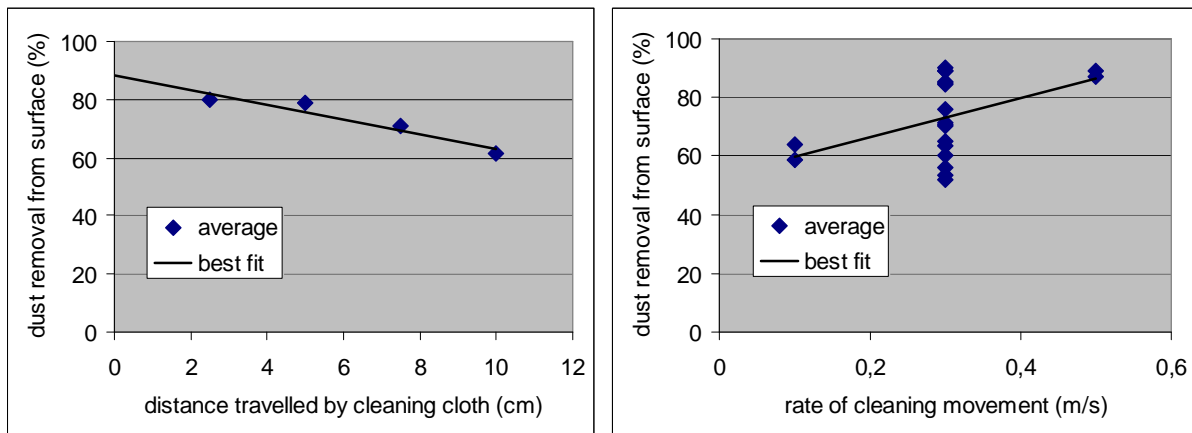 dust removal from surface (%)
100
80
60
40
20
0
average
best fit
0 2 4 6 8 10 12
distance travelled by cleaning cloth (cm)
dust removal from surface (%)
100
80
60
40
20
0
average
best fit
0 0,2 0,4 0,6
rate of cleaning movement (m/s)